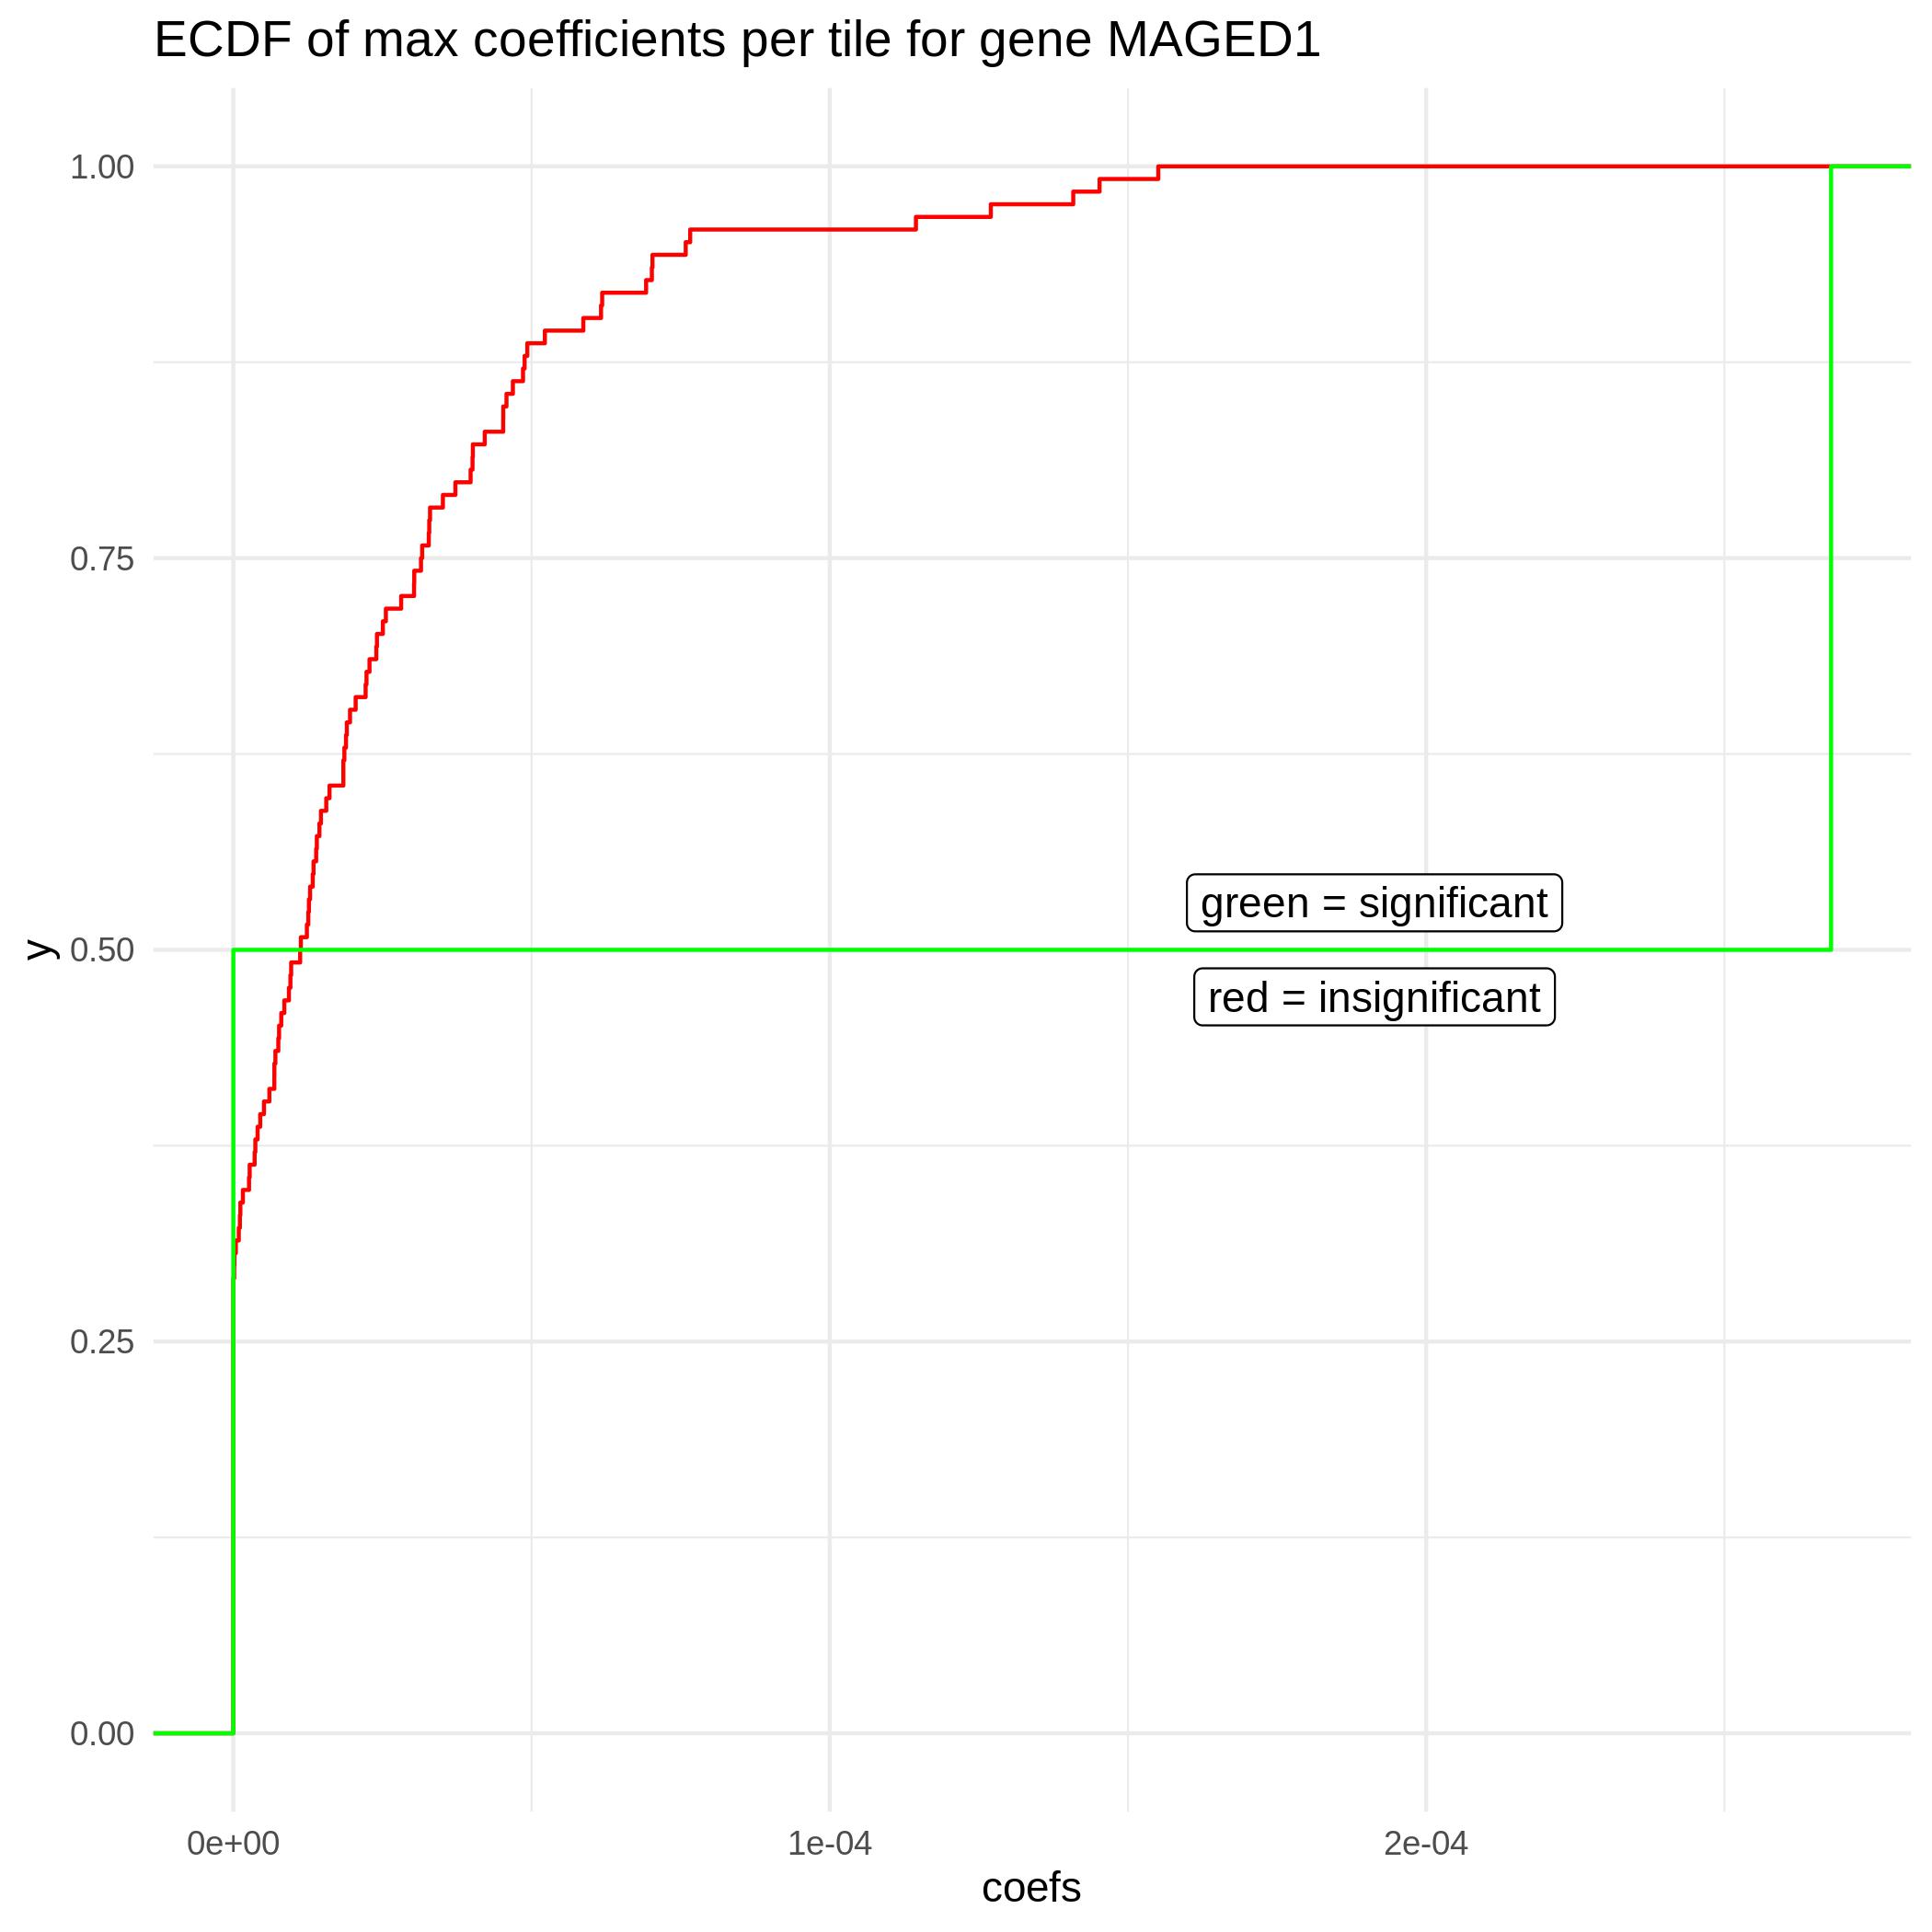 ECDF of max coefficients per tile for gene MAGED1
1.00
0.75
y
0.50
0.25
0.00
green = significant
red = insignificant
0e+00
1e-04
2e-04
coefs